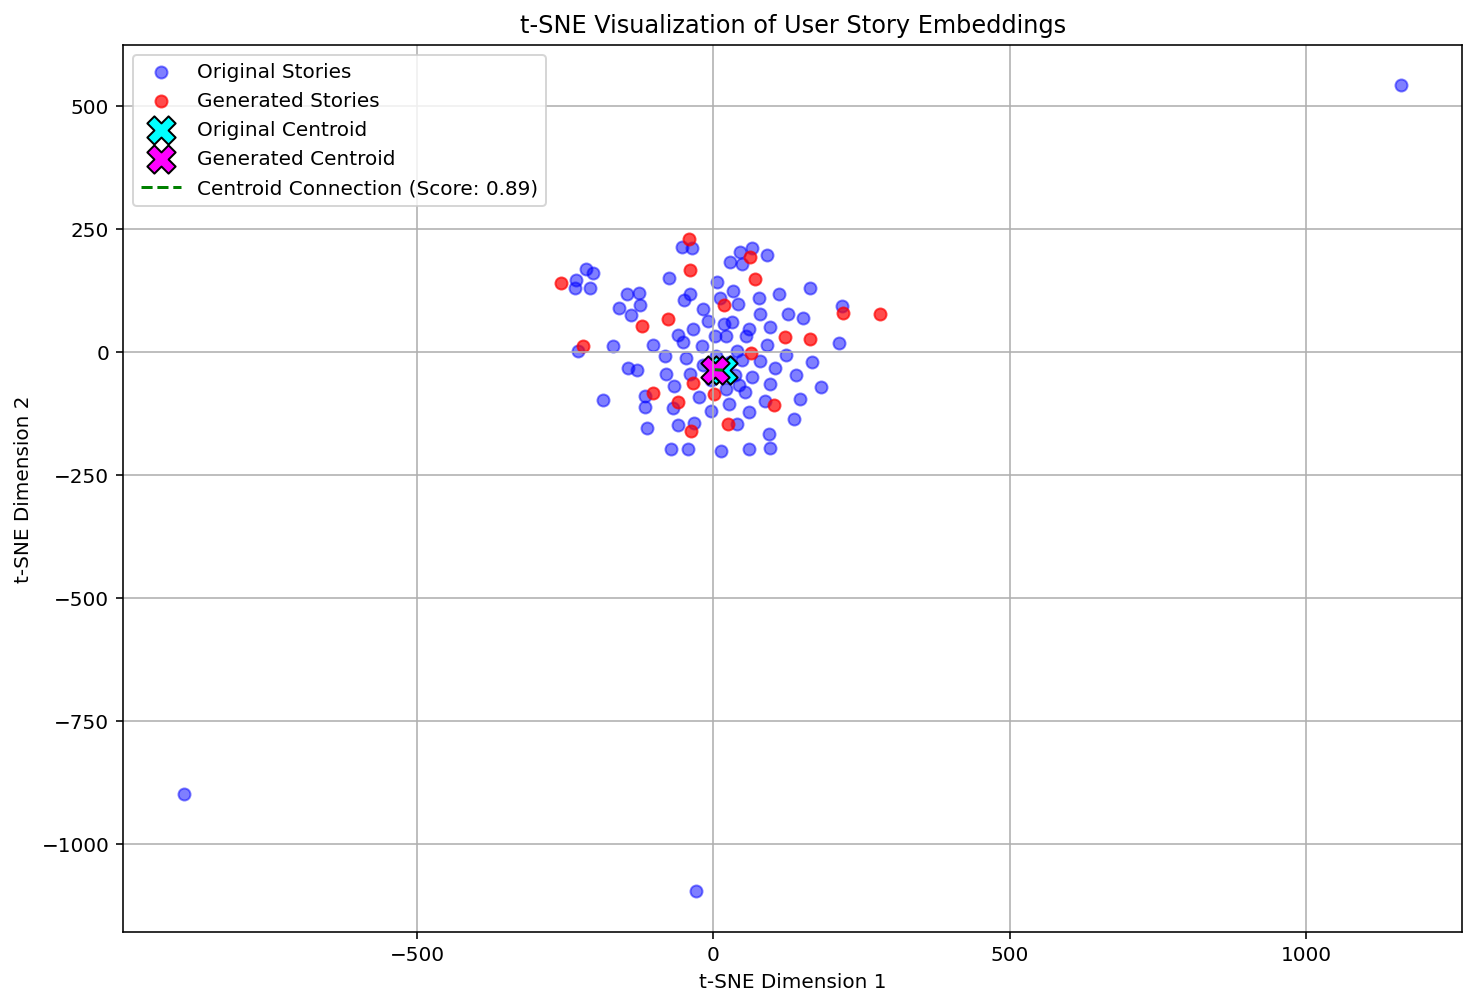 t-SNE Visualization of User Story Embeddings
Original Stories
Generated Stories
Original Centroid
Generated Centroid
Centroid Connection (Score: 0.89)
500
250
0
−250
−500
−750
−1000
t-SNE Dimension 2
−500
0
500
1000
t-SNE Dimension 1